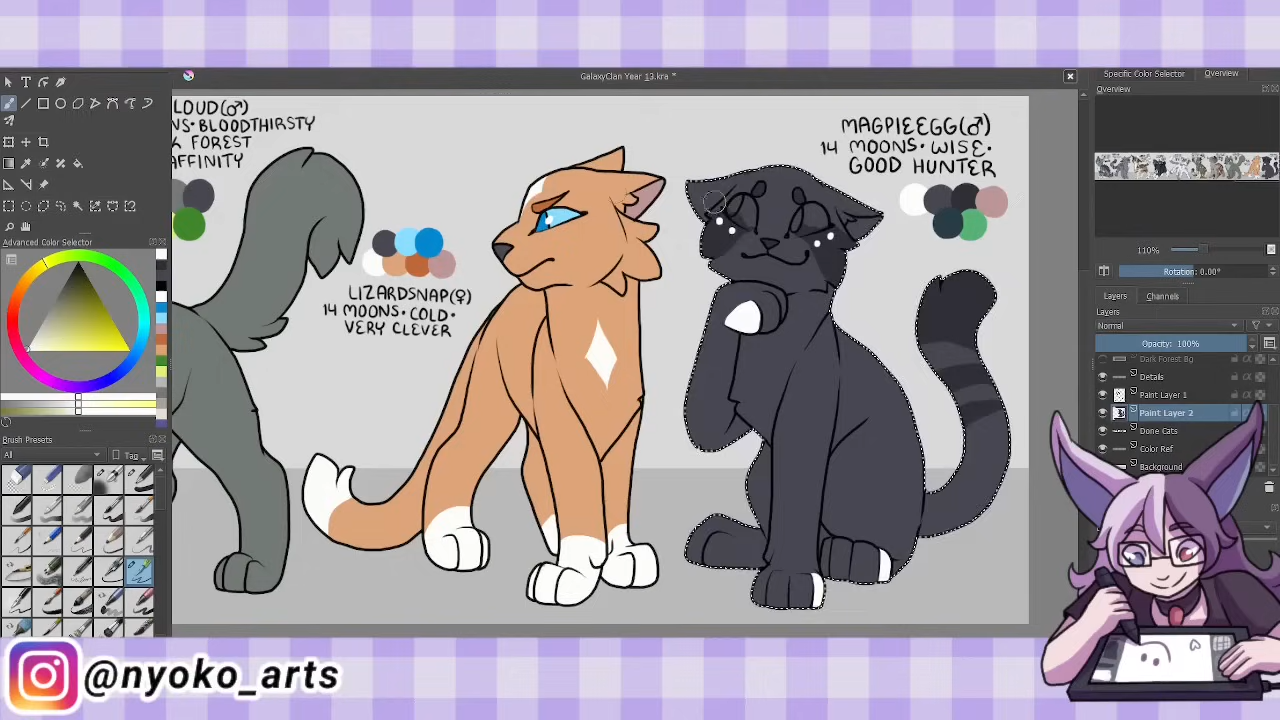 GalaxyClan Year 13.kra *
Specific Color Selector
Overview
Overview
LOUD(♂)
NS•BLOODTHIRSTY
K FOREST
AFFINITY
LIZARDSNAP(♀)
14 MOONS•COLD•
VERY CLEVER
MAGPIEEGG(♂)
14 MOONS•WISE•
GOOD HUNTER
110%
Rotation: 0.00°
Layers
Channels
Layers
Normal
Opacity: 100%
Dark Forest Bg
Details
Paint Layer 1
Paint Layer 2
Done Cats
Color Ref
Background
Advanced Color Selector
Brush Presets
All
Tag
@nyoko_arts